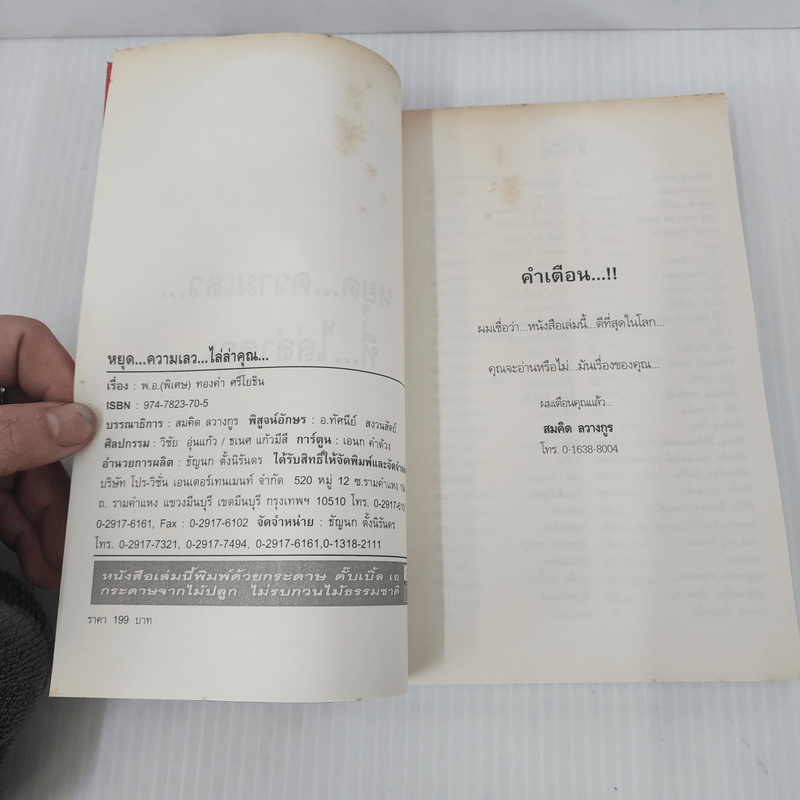 หยุด...ความเลว...ไล่ล่าคุณ...
เรื่อง : พ.อ.(พิเศษ) ทองคำ ศรีโยธิน
ISBN : 974-7823-70-5
บรรณาธิการ : สมคิด ลวางกูร พิสูจน์อักษร : อ.ทัศนีย์ สงวนสัตย์
ศิลปกรรม : วิชัย อุ่นแก้ว / ธเนศ แก้วมีสี การ์ตูน : เอนก คำด้วง
อำนวยการผลิต : ธัญนก ตั้งนิรันดร ได้รับสิทธิ์ให้จัดพิมพ์และจัดจำหน่าย
บริษัท โปร-วิชั่น เอนเตอร์เทนเมนท์ จำกัด 520 หมู่ 12 ซ.รามคำแหง
ถ. รามคำแหง แขวงมีนบุรี เขตมีนบุรี กรุงเทพฯ 10510 โทร. 0-2917-61
0-2917-6161, Fax : 0-2917-6102 จัดจำหน่าย : ธัญนก ตั้งนิรันดร
โทร. 0-2917-7321, 0-2917-7494, 0-2917-6161,0-1318-2111
หนังสือเล่มนี้พิมพ์ด้วยกระดาษ ดั๊บเบิ้ล เอ
กระดาษจากไม้ปลูก ไม่รบกวนไม้ธรรมชาติ
ราคา 199 บาท
คำเตือน...!!
ผมเชื่อว่า...หนังสือเล่มนี้...ดีที่สุดในโลก...
คุณจะอ่านหรือไม่...มันเรื่องของคุณ...
ผมเตือนคุณแล้ว...
สมคิด ลวางกูร
โทร. 0-1638-8004